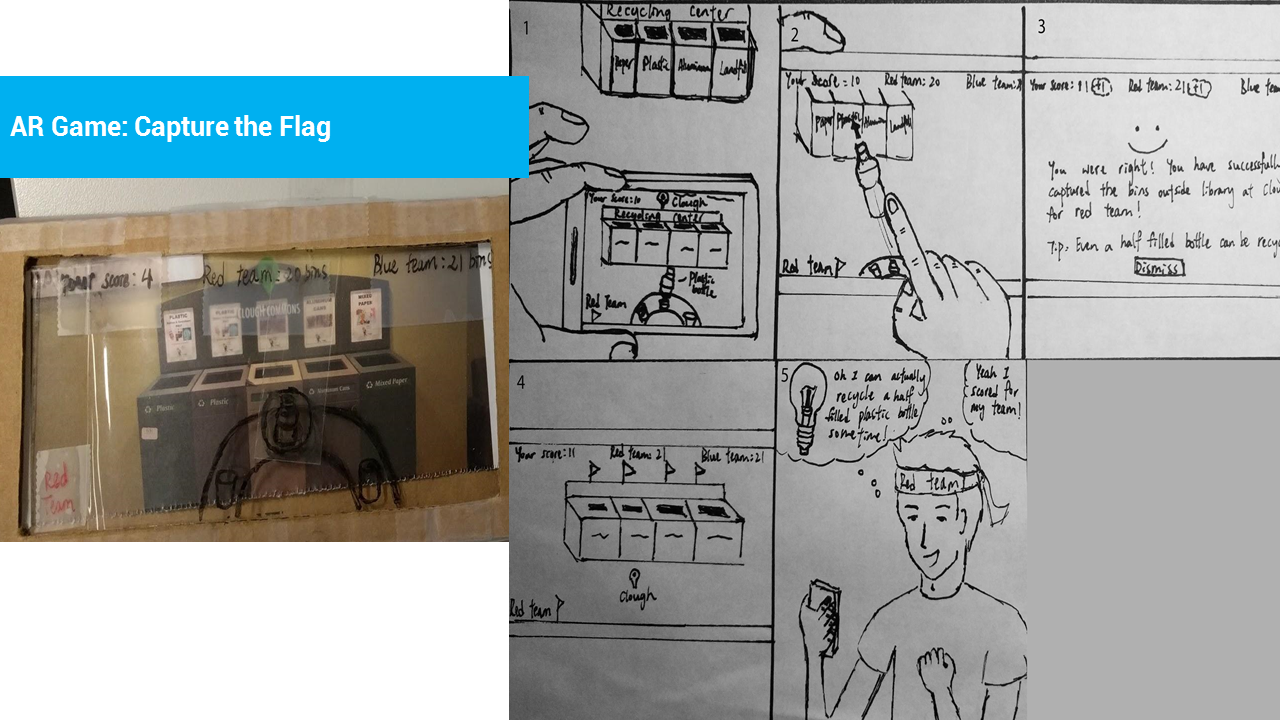 AR Game: Capture the Flag
score: 4
Red team: 20 bins
Blue team: 21 bins
PLASTIC
PLASTIC
CLOUGH COMMONS
ALUMINUM
CANS
MIXED
PAPER
Plastic
Plastic
Aluminum Cans
Mixed Paper
Red
Team
1
Recycling Center
Paper
Plastic
Aluminum
Landfill
Your score: 10
Clough
Recycling Center
Plastic
bottle
Red Team
2
Your score: 10
Red team: 20
Blue team:
Paper
Plastic
Aluminum
Landfill
Red team
3
Your score: 11 +1
Red team: 21 +1
Blue team
You were right! You have successfully
captured the bins outside library at Clou
for red team!
Tip: Even a half filled bottle can be recy
Dismiss
4
Your score: 11
Red team: 21
Blue team: 21
Clough
Red team
5
Oh I can actually
recycle a half
filled plastic bottle
sometime!
Yeah I
scored for
my team!
Red team